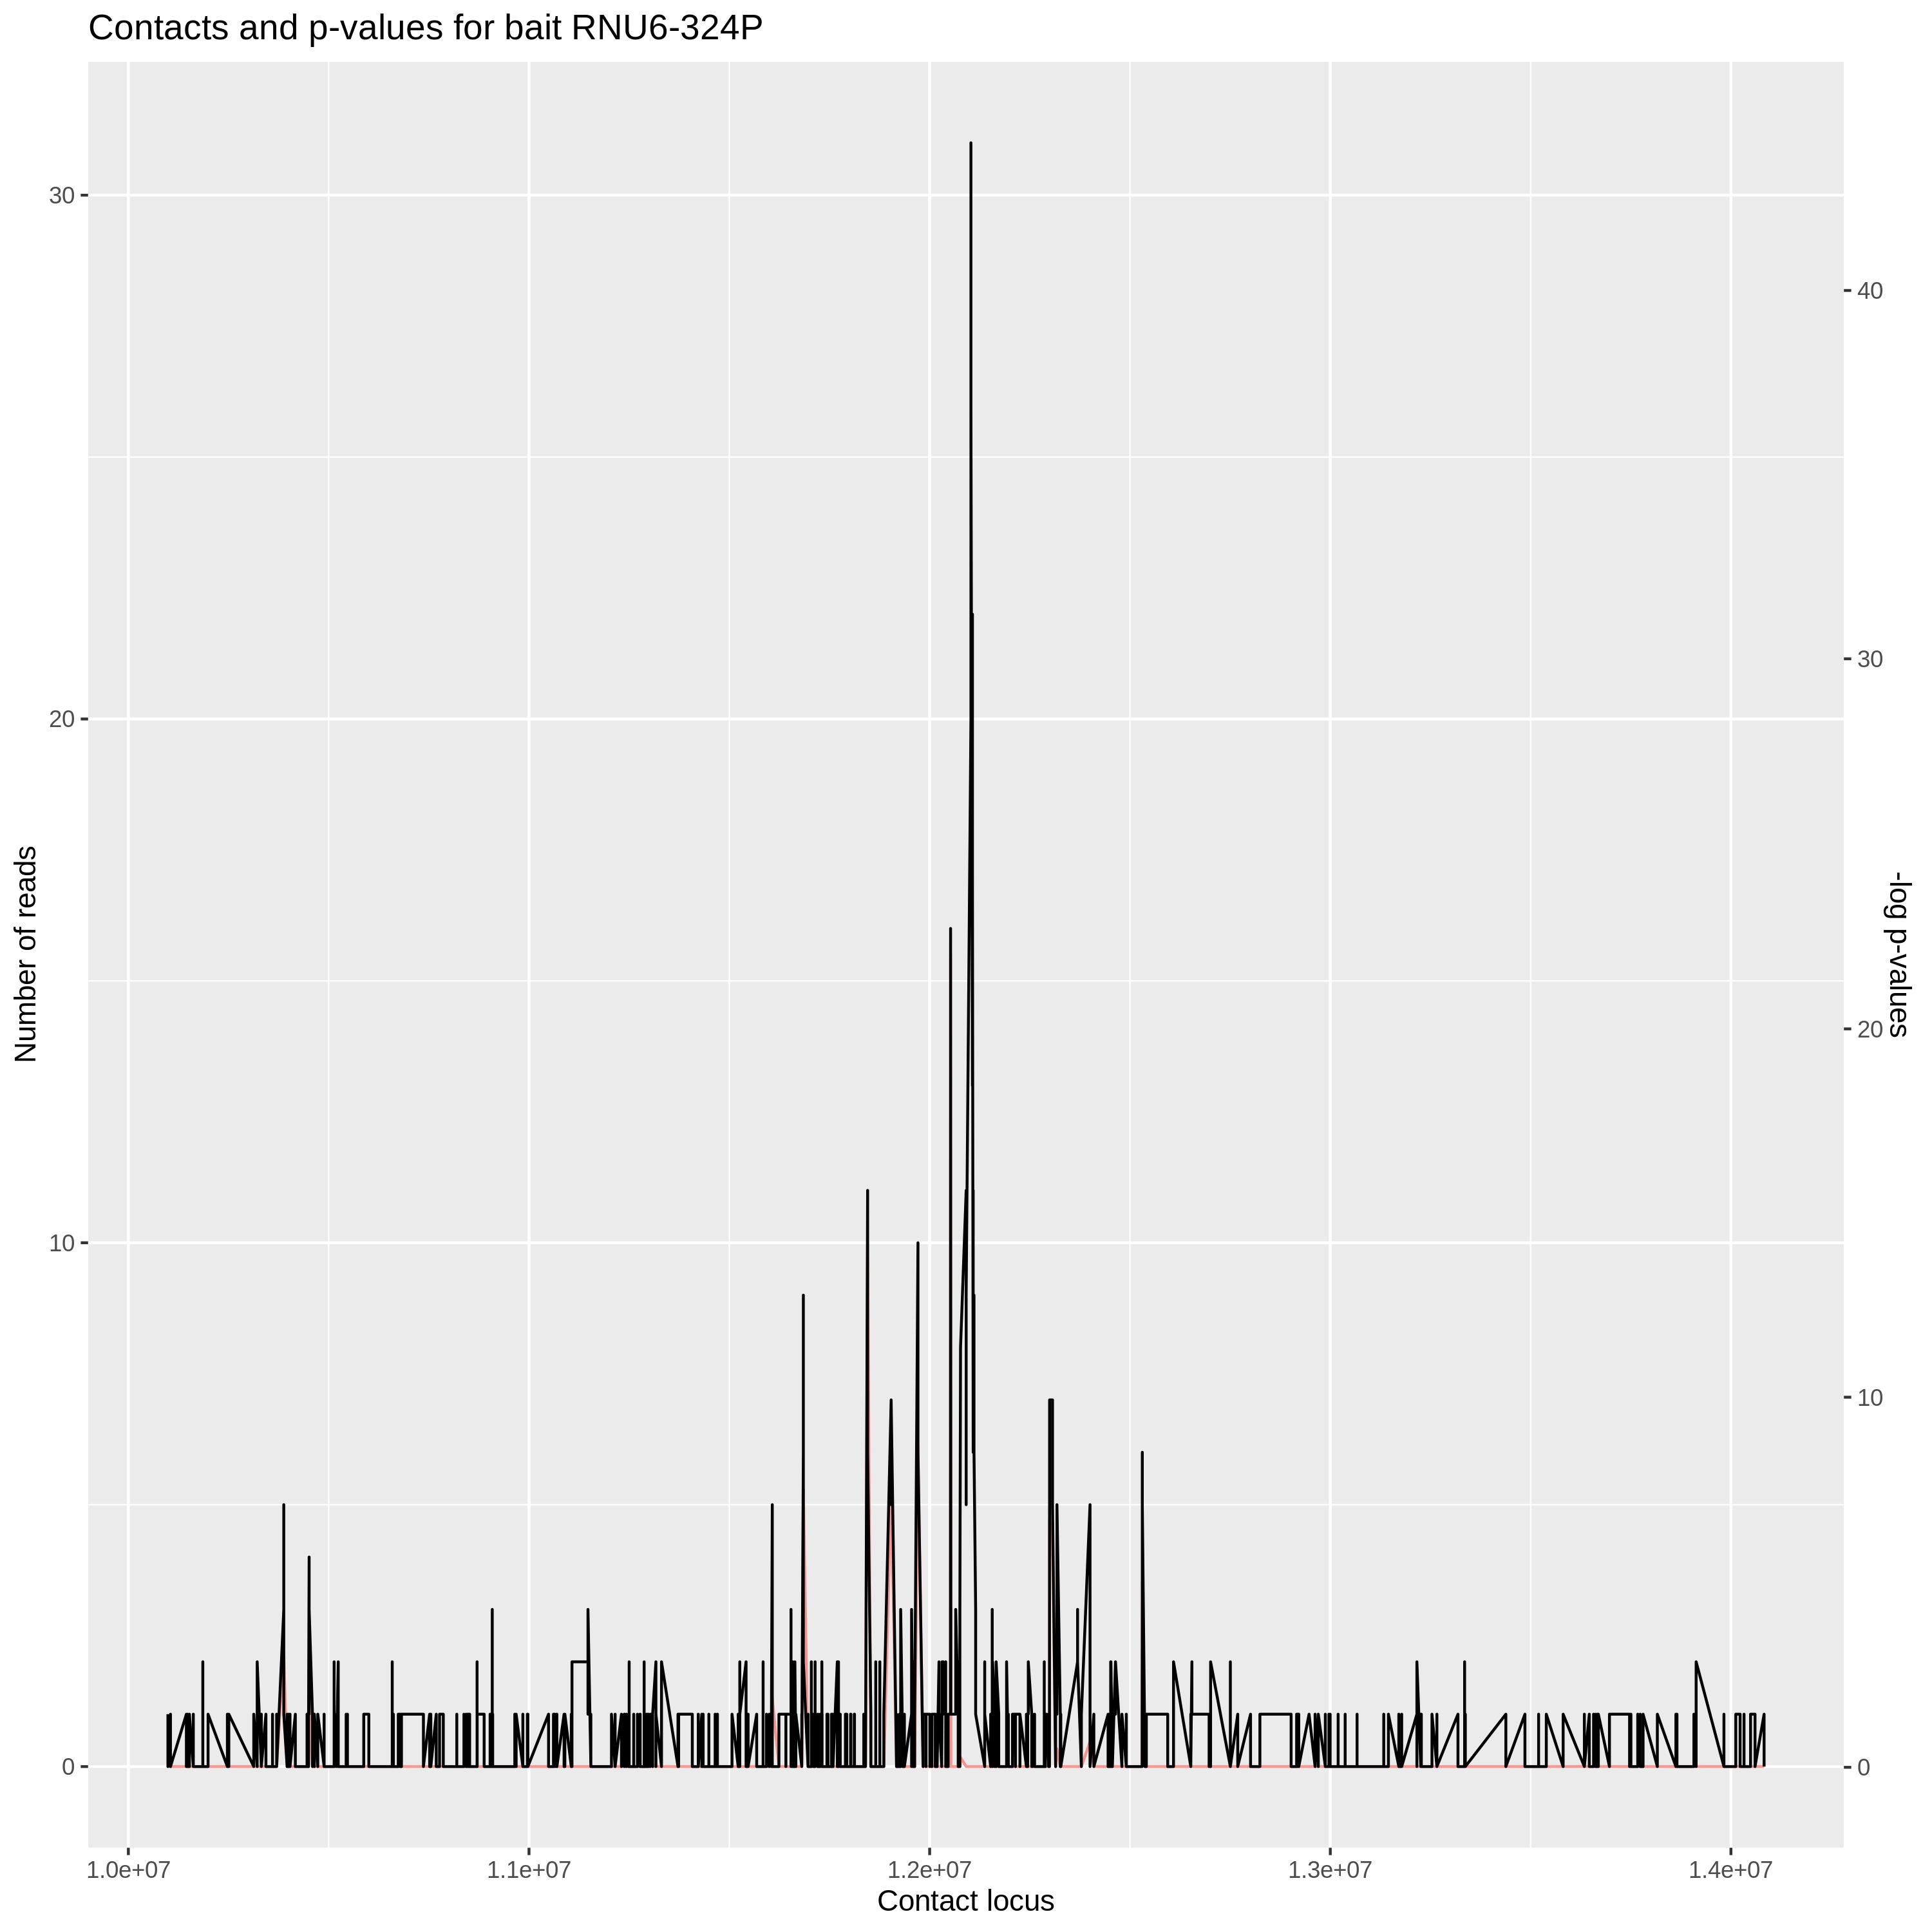 Contacts and p-values for bait RNU6-324P
30
20
10
0
Number of reads
40
30
20
10
0
-log p-values
1.0e+07
1.1e+07
1.2e+07
1.3e+07
1.4e+07
Contact locus